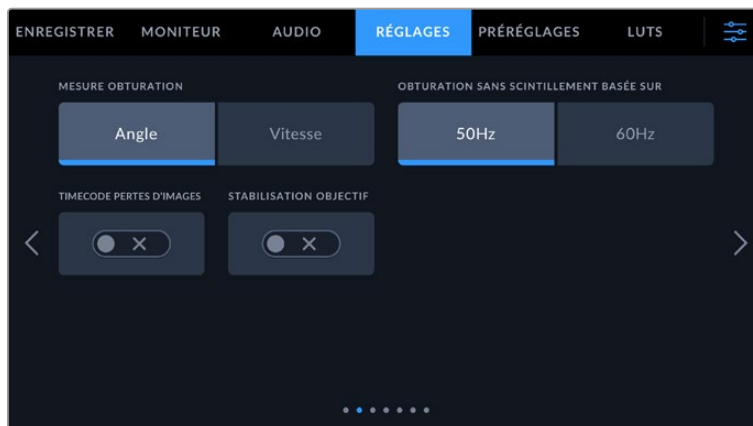 ENREGISTRER MONITEUR AUDIO RÉGLAGES PRÉRÉGLAGES LUTS
MESURE OBTURATION OBTURATION SANS SCINTILLEMENT BASÉE SUR
Angle Vitesse 50Hz 60Hz
TIMECODE PERTES D'IMAGES STABILISATION OBJECTIF